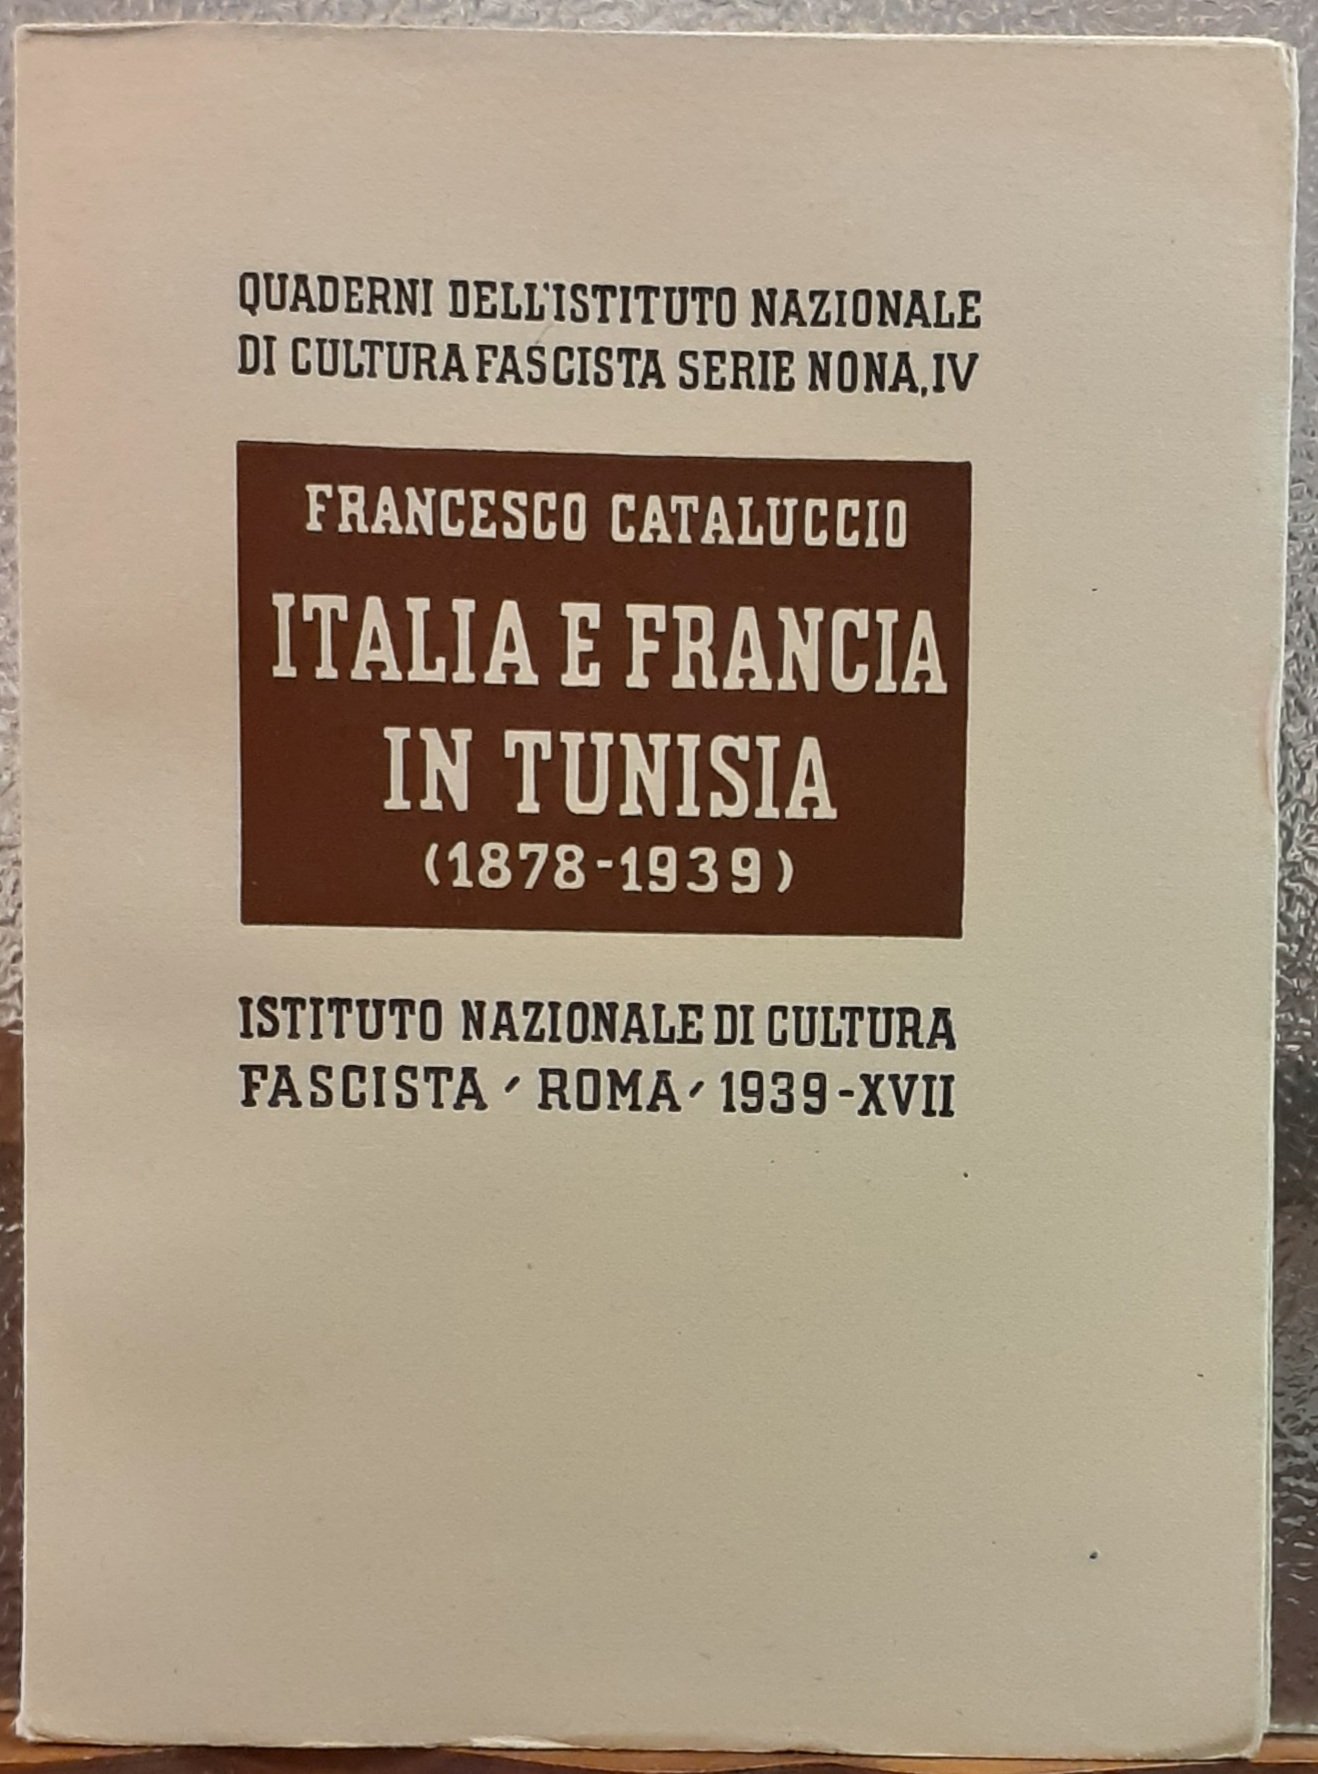 QUADERNI DELL'ISTITUTO NAZIONALE
DI CULTURA FASCISTA SERIE NONA, IV
FRANCESCO CATALUCCIO
ITALIA E FRANCIA
IN TUNISIA
(1878-1939)
ISTITUTO NAZIONALE DI CULTURA
FASCISTA ′ ROMA ′ 1939-XVII